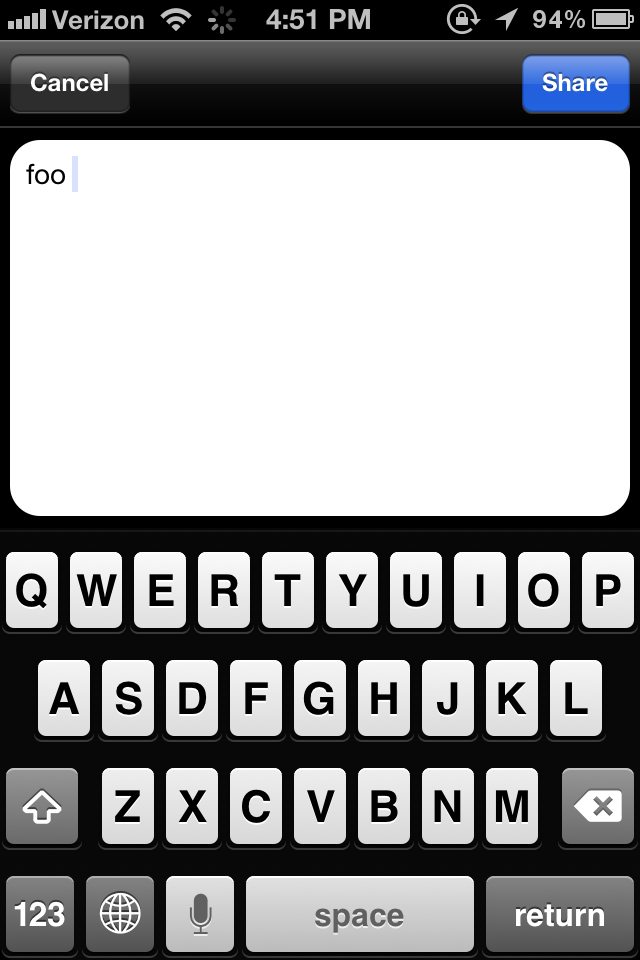 Verizon 4:51 PM 94%
Cancel Share
foo
Q W E R T Y U I O P
A S D F G H J K L
Z X C V B N M
123 space return